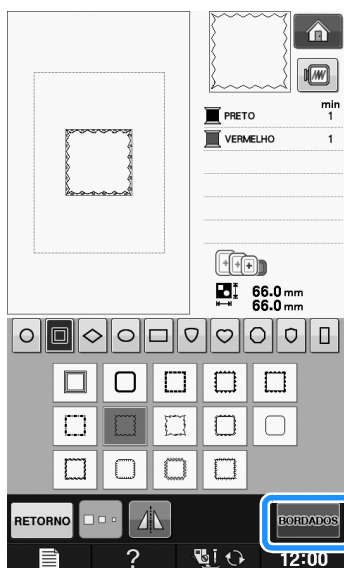 min
PRETO 1
VERMELHO 1
66.0 mm
66.0 mm
RETORNO
BORDADOS
?
12:00